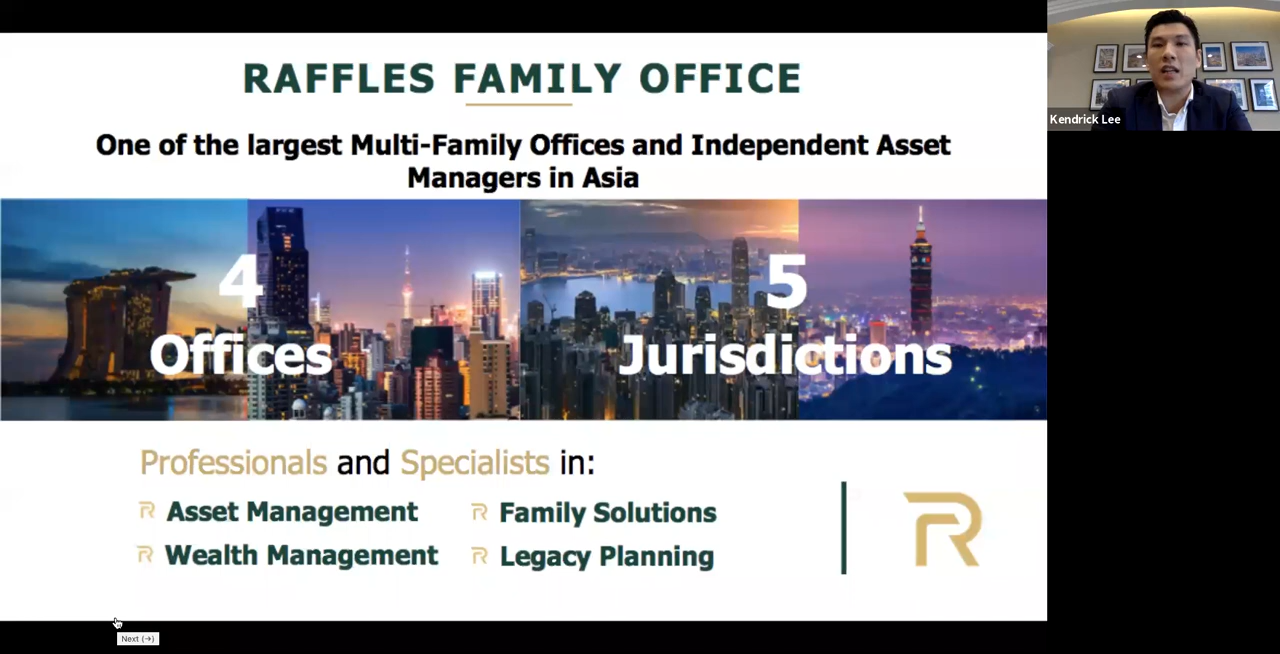 RAFFLES FAMILY OFFICE
One of the largest Multi-Family Offices and Independent Asset
Managers in Asia
4
Offices
5
Jurisdictions
Professionals and Specialists in:
Asset Management
Family Solutions
Wealth Management
Legacy Planning
Next (→)
Kendrick Lee